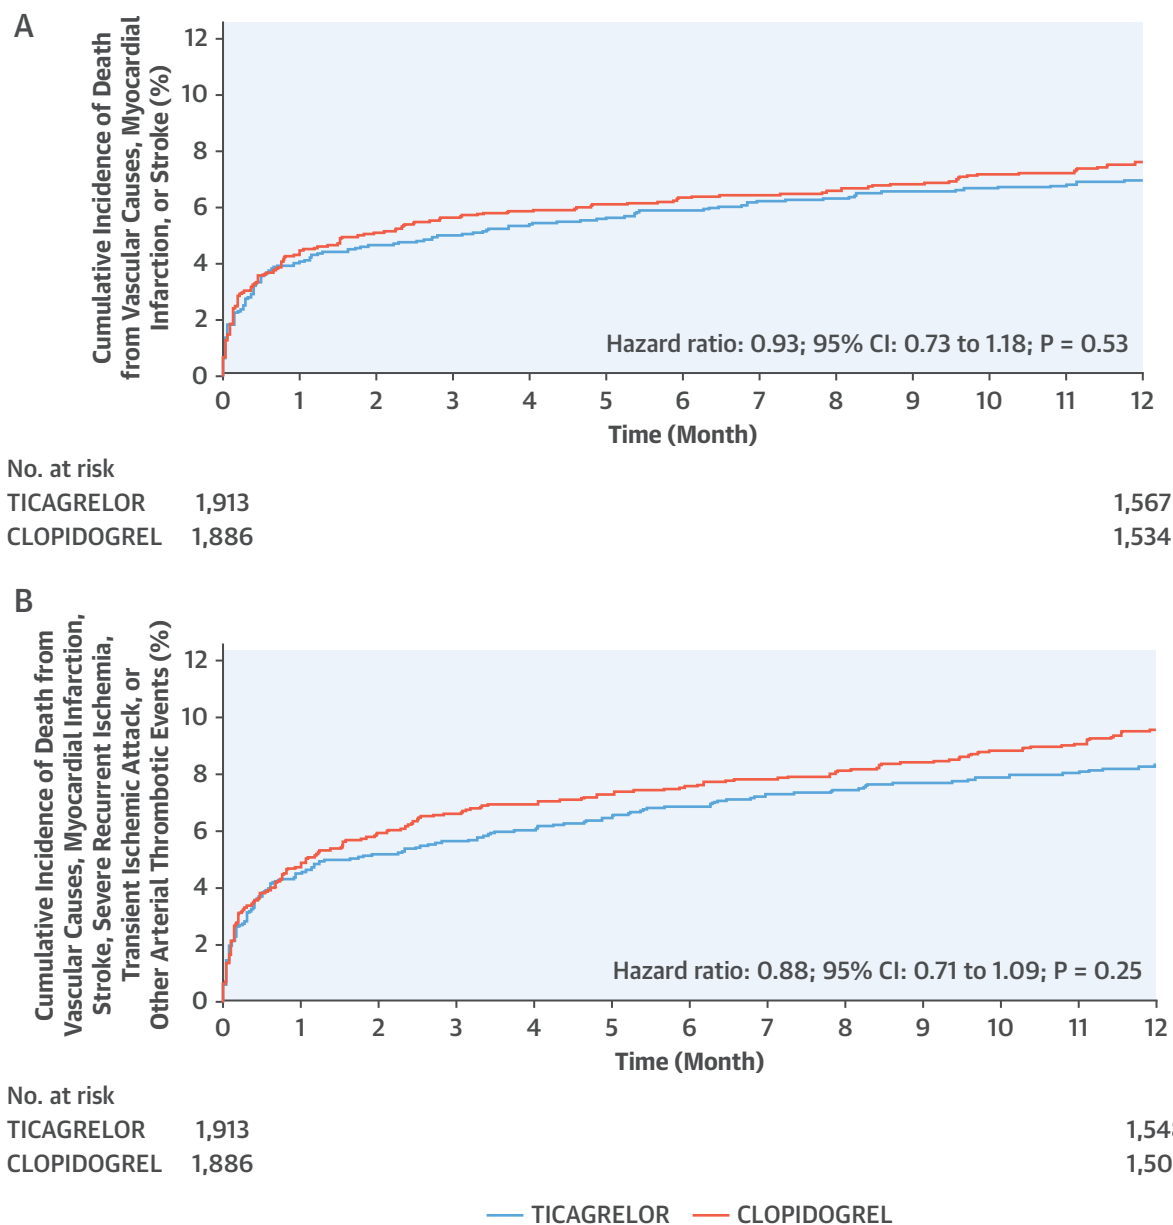 A
Cumulative Incidence of Death
from Vascular Causes, Myocardial
Infarction, or Stroke (%)
12
10
8
6
4
2
0
Hazard ratio: 0.93; 95% CI: 0.73 to 1.18; P = 0.53
0 1 2 3 4 5 6 7 8 9 10 11 12
Time (Month)
No. at risk
TICAGRELOR 1,913 1,567
CLOPIDOGREL 1,886 1,534
B
Cumulative Incidence of Death from
Vascular Causes, Myocardial Infarction,
Stroke, Severe Recurrent Ischemia,
Transient Ischemic Attack, or
Other Arterial Thrombotic Events (%)
12
10
8
6
4
2
0
Hazard ratio: 0.88; 95% CI: 0.71 to 1.09; P = 0.25
0 1 2 3 4 5 6 7 8 9 10 11 12
Time (Month)
No. at risk
TICAGRELOR 1,913
CLOPIDOGREL 1,886
TICAGRELOR CLOPIDOGREL